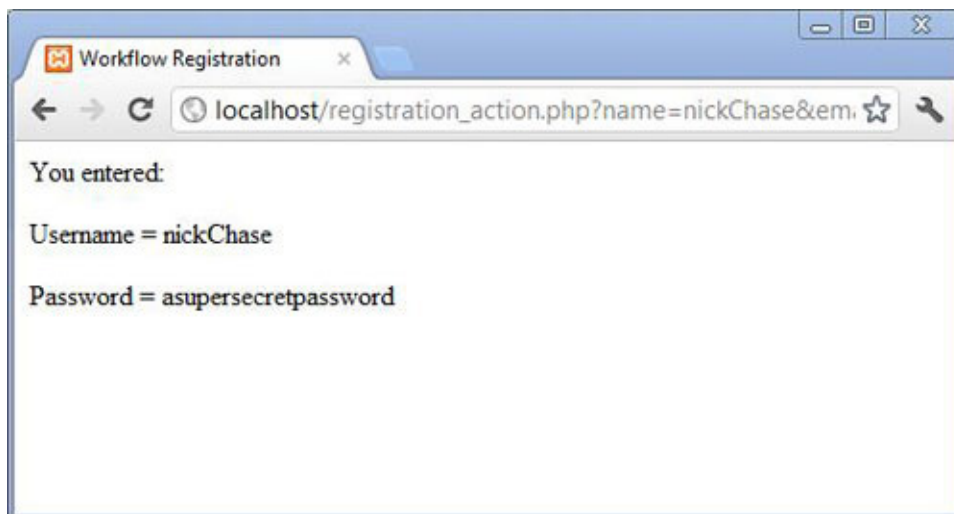 Workflow Registration
localhost/registration_action.php?name=nickChase&em
You entered:
Username = nickChase
Password = asupersecretpassword